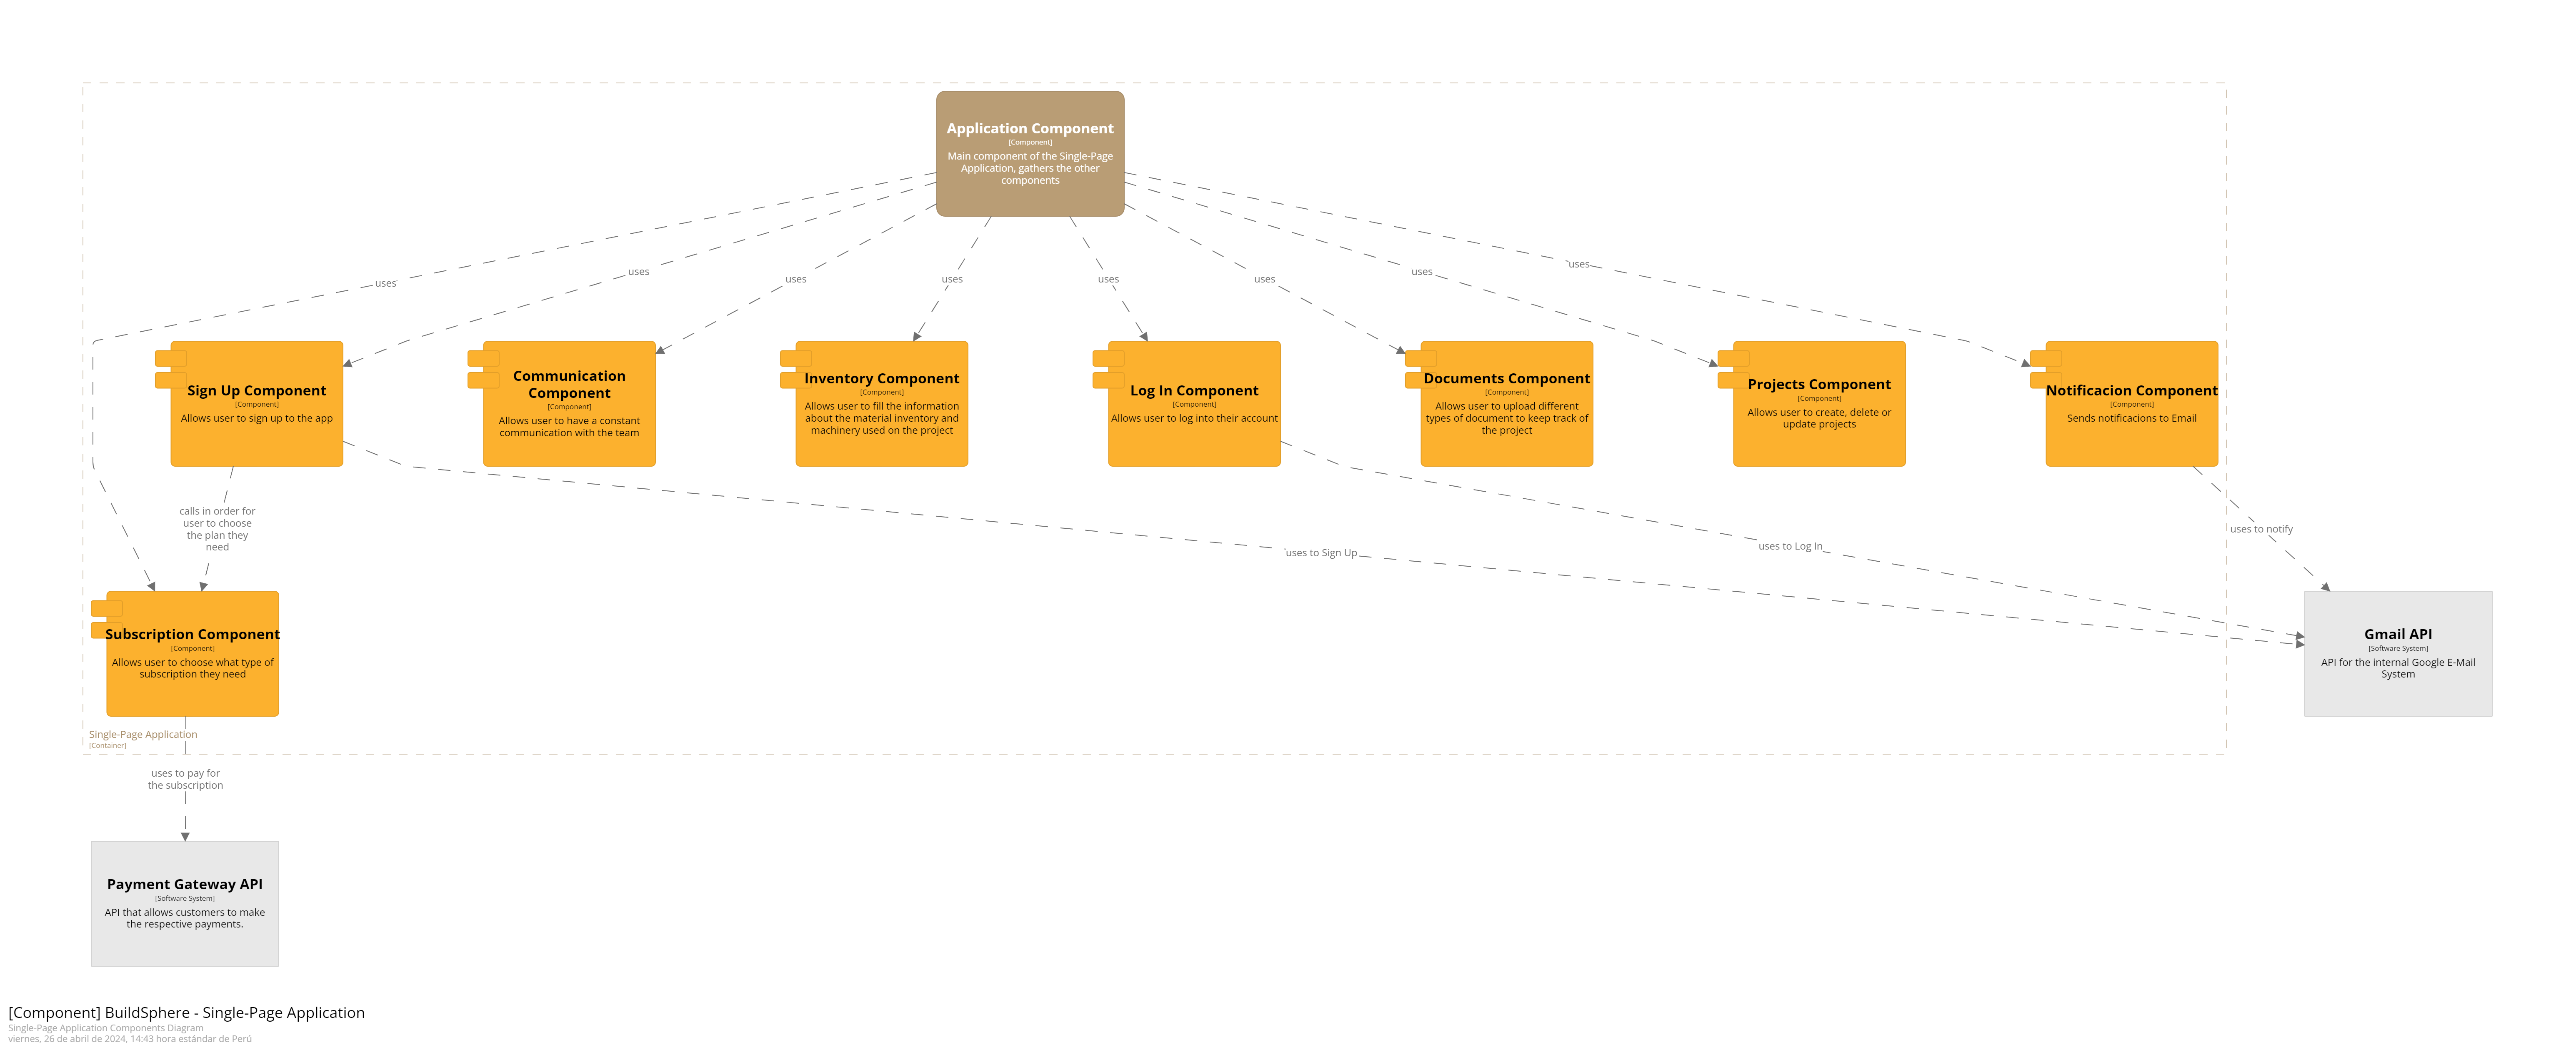 Application Component
[Component]
Main component of the Single-Page
Application, gathers the other
components
uses
uses
uses
uses
uses
uses
uses
uses
Sign Up Component
[Component]
Allows user to sign up to the app
Communication
Component
[Component]
Allows user to have a constant
communication with the team
Inventory Component
[Component]
Allows user to fill the information
about the material inventory and
machinery used on the project
Log In Component
[Component]
Allows user to log into their account
Documents Component
[Component]
Allows user to upload different
types of document to keep track of
the project
Projects Component
[Component]
Allows user to create, delete or
update projects
Notificacion Component
[Component]
Sends notificacions to Email
calls in order for
user to choose
the plan they
need
uses to Sign Up
uses to Log In
uses to notify
Subscription Component
[Component]
Allows user to choose what type of
subscription they need
Gmail API
[Software System]
API for the internal Google E-Mail
System
Single-Page Application
[Container]
uses to pay for
the subscription
Payment Gateway API
[Software System]
API that allows customers to make
the respective payments.
[Component] BuildSphere - Single-Page Application
Single-Page Application Components Diagram
viernes, 26 de abril de 2024, 14:43 hora estándar de Perú